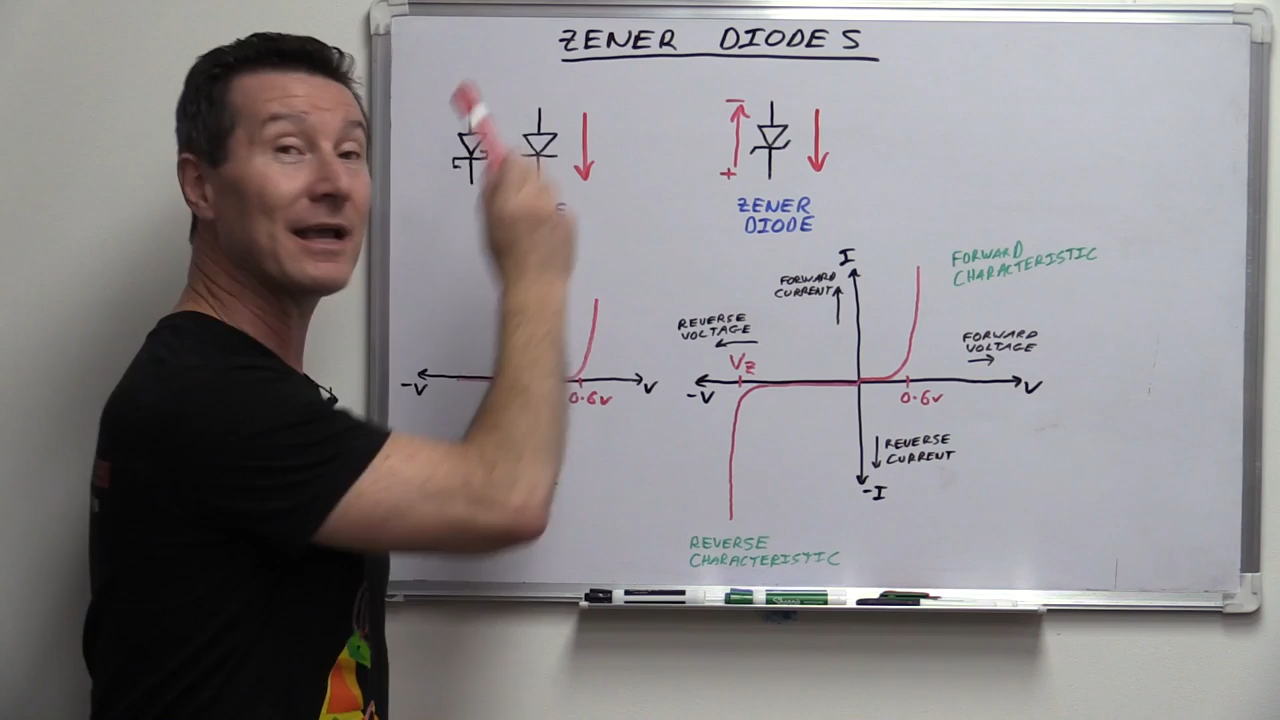 ZENER DIODES
-
+
ZENER
DIODE
I
FORWARD
CURRENT
FORWARD
CHARACTERISTIC
REVERSE
VOLTAGE
Vz
FORWARD
VOLTAGE
-V
V
0.6V
-V
V
0.6V
REVERSE
CURRENT
-I
REVERSE
CHARACTERISTIC